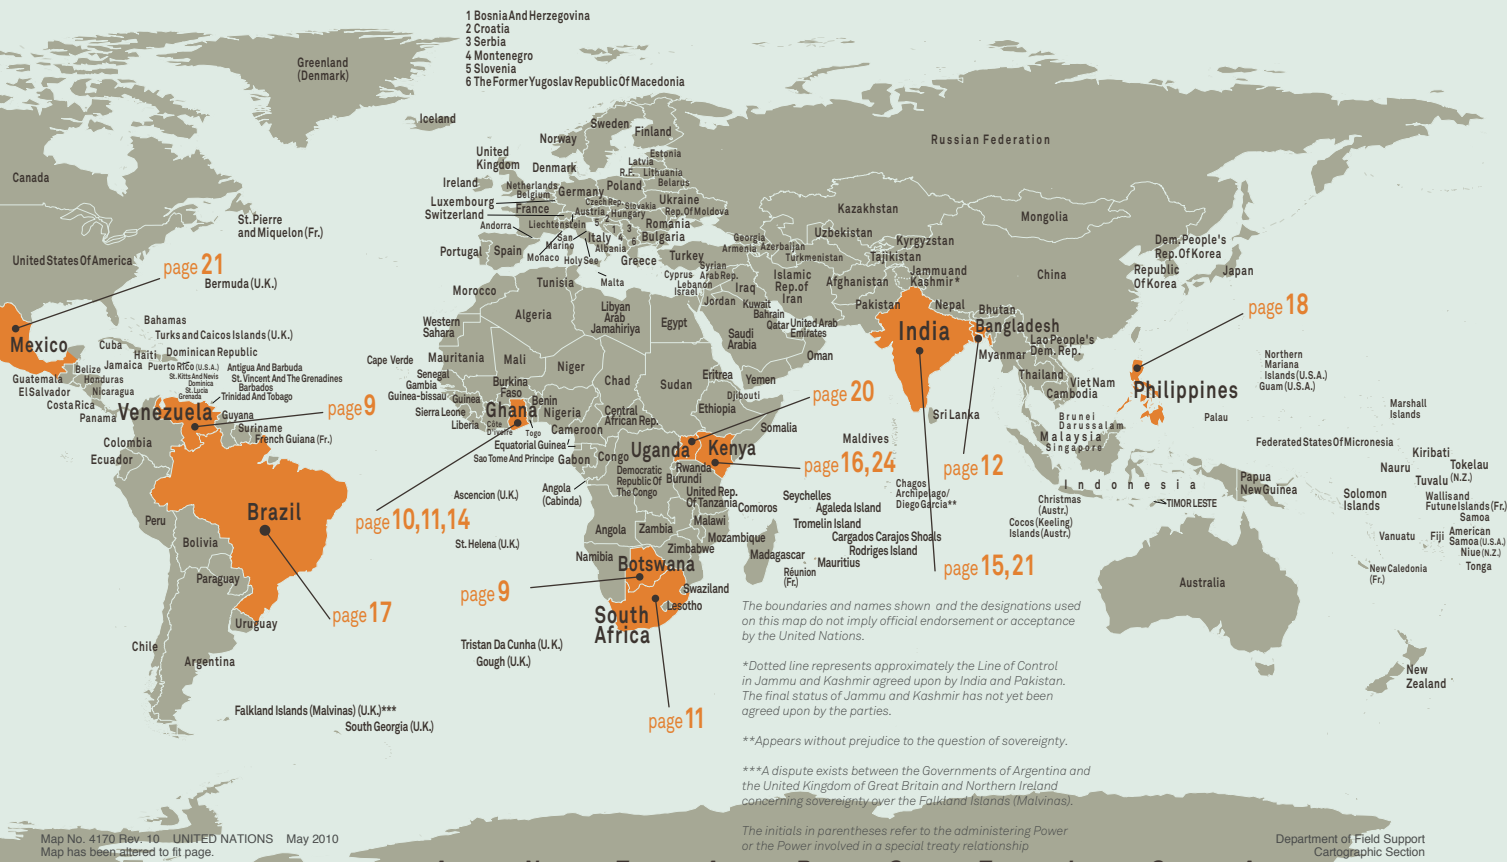 1 Bosnia And Herzegovina
2 Croatia
3 Serbia
4 Montenegro
5 Slovenia
6 The Former Yugoslav Republic Of Macedonia
Greenland
(Denmark)
Iceland
Norway
Sweden
Finland
Russian Federation
United
Kingdom
Denmark
Estonia
Latvia
R.F.
Lithuania
Belarus
Canada
Ireland
Netherlands
Belgium
Germany
Poland
Luxembourg
Switzerland
France
Czech Rep.
Slovakia
Austria
Hungary
Ukraine
Rep. Of Moldova
Romania
Bulgaria
Liechtenstein
5
2
1
3
4
6
Andorra
San
Marino
Italy
Albania
Monaco
Holy See
Greece
Portugal
Spain
Malta
Turkey
Cyprus
Syrian
Arab Rep.
Lebanon
Israel
Jordan
Georgia
Armenia
Azerbaijan
Turkmenistan
Kazakhstan
Uzbekistan
Kyrgyzstan
Tajikistan
Mongolia
China
Dem. People's
Rep. Of Korea
Republic
Of Korea
Japan
St. Pierre
and Miquelon (Fr.)
United States Of America
page 21
Bermuda (U.K.)
Mexico
Bahamas
Turks and Caicos Islands (U.K.)
Cuba
Haiti
Dominican Republic
Jamaica
Puerto Rico (U.S.A.)
St. Kitts And Nevis
Dominica
St. Lucia
Grenada
Antigua And Barbuda
St. Vincent And The Grenadines
Barbados
Trinidad And Tobago
Guatemala
El Salvador
Belize
Honduras
Nicaragua
Costa Rica
Panama
Venezuela
Guyana
Suriname
French Guiana (Fr.)
page 9
Colombia
Ecuador
Brazil
Peru
Bolivia
Paraguay
page 17
Uruguay
Chile
Argentina
Falkland Islands (Malvinas) (U.K.)***
South Georgia (U.K.)
Morocco
Tunisia
Western
Sahara
Algeria
Libyan
Arab
Jamahiriya
Egypt
Cape Verde
Mauritania
Mali
Niger
Chad
Sudan
Eritrea
Djibouti
Senegal
Gambia
Guinea-bissau
Guinea
Sierra Leone
Liberia
Burkina
Faso
Ghana
Benin
Nigeria
Côte
D'ivoire
Togo
Cameroon
Central
African Rep.
Ethiopia
Somalia
page 20
Equatorial Guinea
Sao Tome And Principe
Gabon
Congo
Uganda
Kenya
Democratic
Republic Of
The Congo
Rwanda
Burundi
United Rep.
Of Tanzania
page 16,24
Angola
(Cabinda)
Ascencion (U.K.)
page 10,11,14
St. Helena (U.K.)
Angola
Zambia
Malawi
Mozambique
Zimbabwe
Namibia
Botswana
page 9
South
Africa
Swaziland
Lesotho
page 11
Tristan Da Cunha (U.K.)
Gough (U.K.)
Comoros
Seychelles
Agaleda Island
Tromelin Island
Cargados Carajos Shoals
Rodriges Island
Mauritius
Madagascar
Réunion
(Fr.)
Iraq
Islamic
Rep. of
Iran
Kuwait
Bahrain
Qatar
United Arab
Emirates
Saudi
Arabia
Oman
Yemen
Afghanistan
Pakistan
Jammu and
Kashmir*
Nepal
Bhutan
India
Bangladesh
Myanmar
Lao People's
Dem. Rep.
Thailand
Viet Nam
Cambodia
Sri Lanka
Maldives
Chagos
Archipelago/
Diego Garcia**
page 12
page 15,21
page 18
Philippines
Brunei
Darussalam
Malaysia
Singapore
Indonesia
Christmas
(Austr.)
Cocos (Keeling)
Islands (Austr.)
TIMOR LESTE
Palau
Northern
Mariana
Islands (U.S.A.)
Guam (U.S.A.)
Marshall
Islands
Federated States Of Micronesia
Papua
New Guinea
Kiribati
Nauru
Tokelau
(N.Z.)
Tuvalu
Solomon
Islands
Wallis and
Futune Islands (Fr.)
Samoa
Vanuatu
Fiji
American
Samoa (U.S.A.)
Niue (N.Z.)
Tonga
New Caledonia
(Fr.)
Australia
New
Zealand
The boundaries and names shown and the designations used
on this map do not imply official endorsement or acceptance
by the United Nations.
*Dotted line represents approximately the Line of Control
in Jammu and Kashmir agreed upon by India and Pakistan.
The final status of Jammu and Kashmir has not yet been
agreed upon by the parties.
**Appears without prejudice to the question of sovereignty.
***A dispute exists between the Governments of Argentina and
the United Kingdom of Great Britain and Northern Ireland
concerning sovereignty over the Falkland Islands (Malvinas).
The initials in parentheses refer to the administering Power
or the Power involved in a special treaty relationship
Map No. 4170 Rev. 10 UNITED NATIONS May 2010
Map has been altered to fit page.
Department of Field Support
Cartographic Section